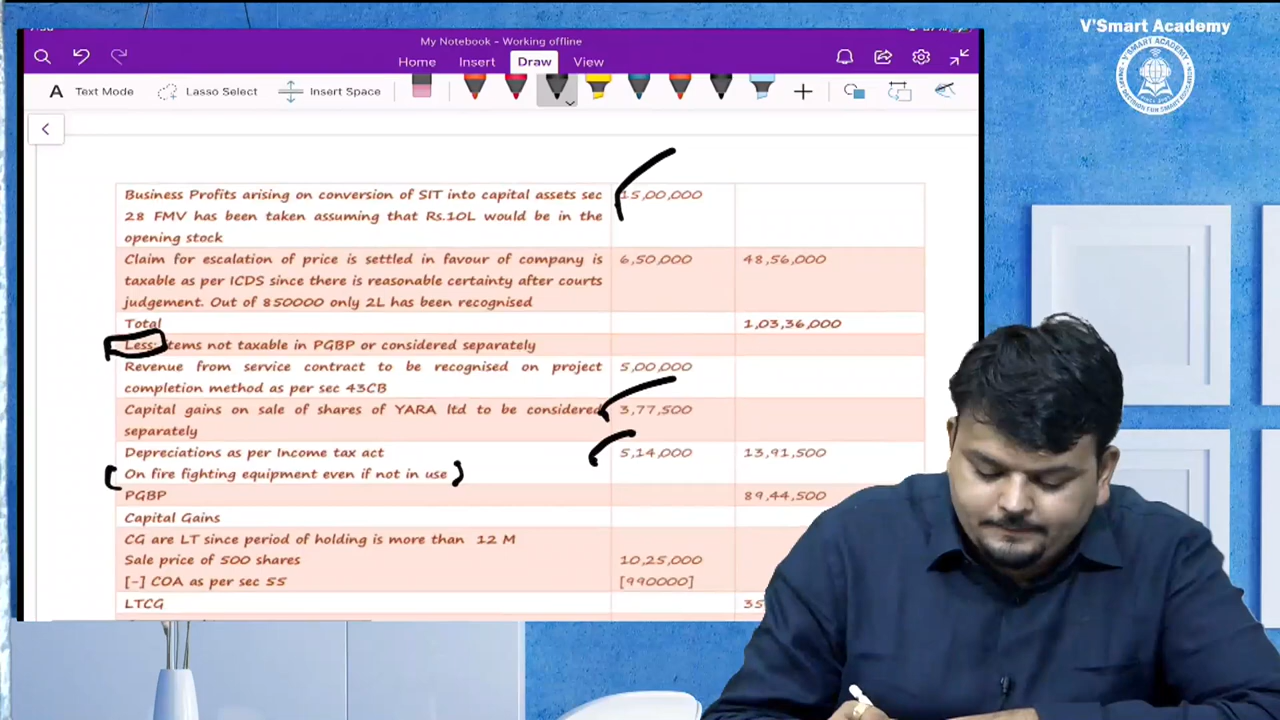 V'Smart Academy
My Notebook - Working offline
Home Insert Draw View
Text Mode Lasso Select Insert Space
Business Profits arising on conversion of SIT into capital assets sec 15,00,000
28 FMV has been taken assuming that Rs.10L would be in the
opening stock
Claim for escalation of price is settled in favour of company is 6,50,000 48,56,000
taxable as per ICDS since there is reasonable certainty after courts
judgement. Out of 850000 only 2L has been recognised
Total 1,03,36,000
Less: items not taxable in PGBP or considered separately
Revenue from service contract to be recognised on project 5,00,000
completion method as per sec 43CB
Capital gains on sale of shares of YARA ltd to be considered 3,77,500
separately
Depreciations as per Income tax act 5,14,000 13,91,500
On fire fighting equipment even if not in use
PGBP 89,44,500
Capital Gains
CG are LT since period of holding is more than 12 M
Sale price of 500 shares 10,25,000
[-] COA as per sec 55 [990000]
LTCG